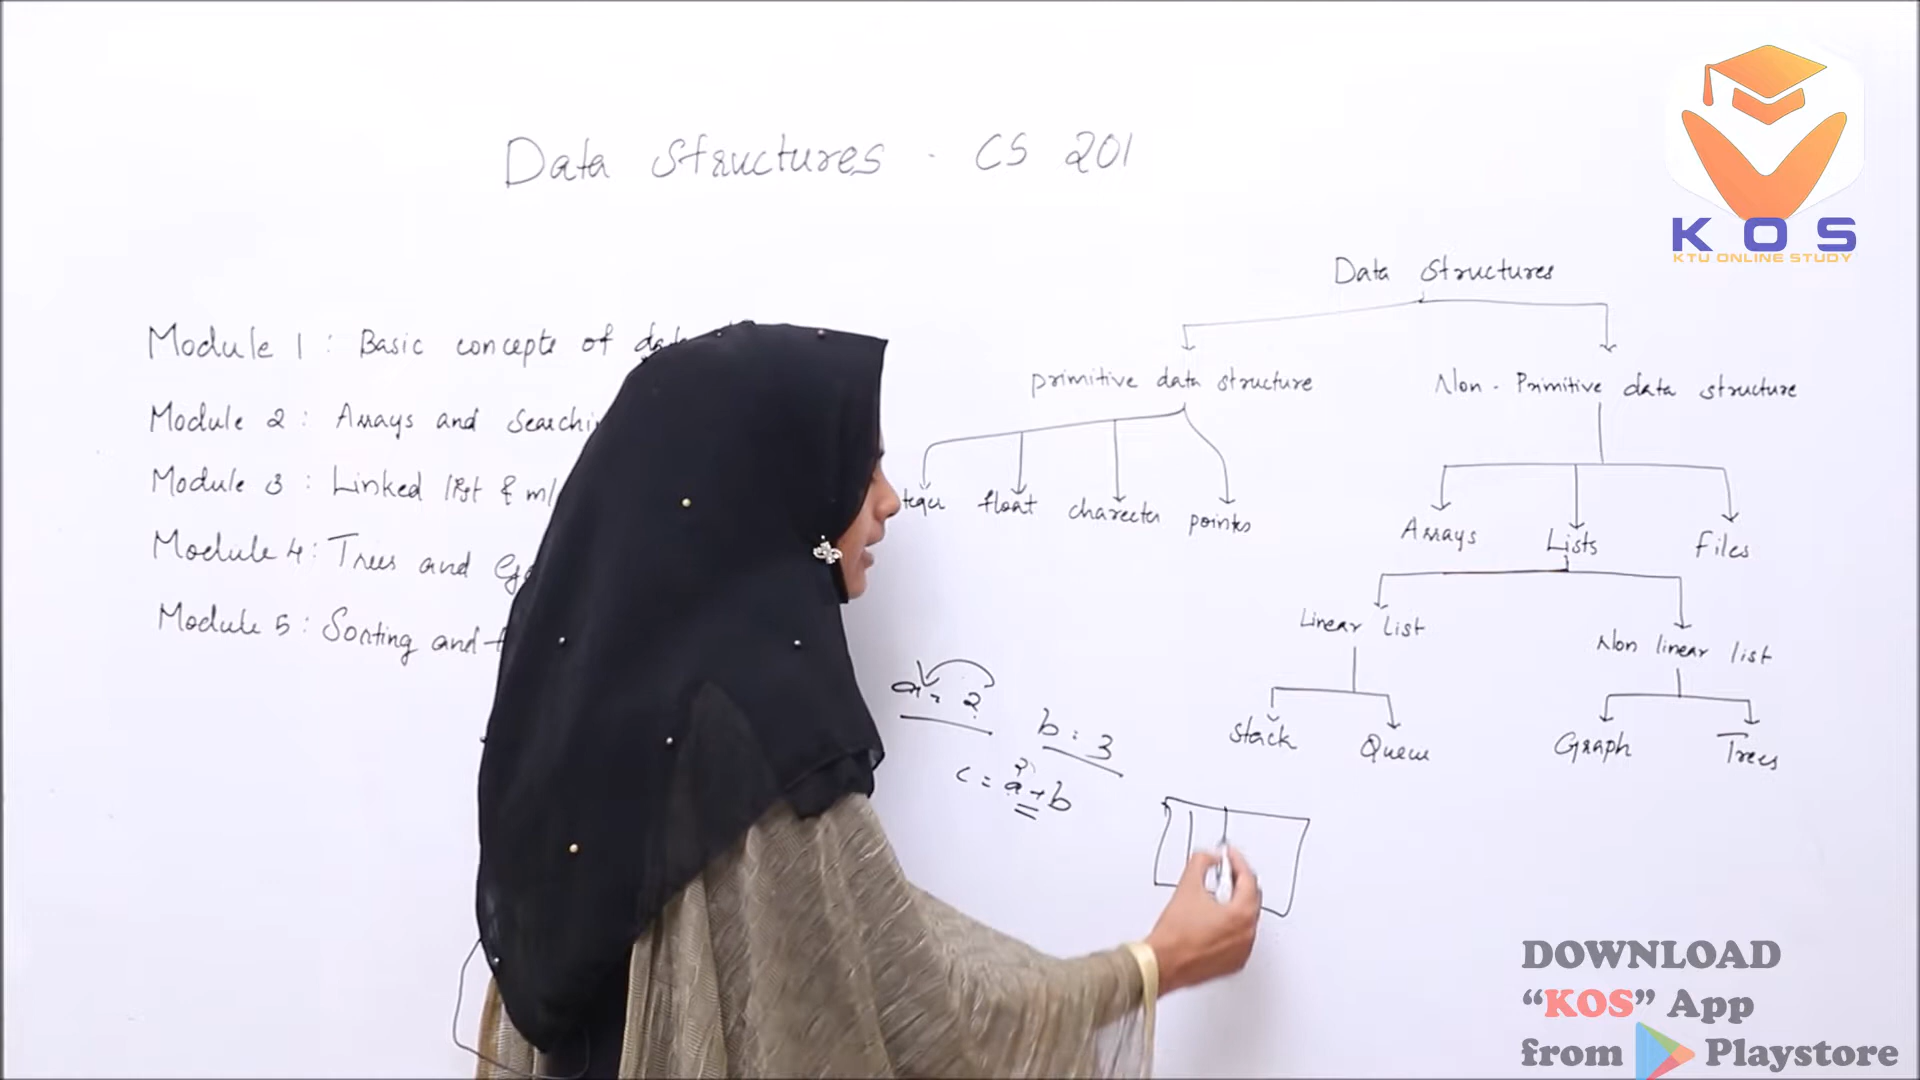 Data Structures - CS 201
Module 1 : Basic concepts of
Module 2 : Arrays and
Module 3 : Linked list &
Module 4 : Trees and
Module 5 : Sorting and
Data Structures
primitive data structure
Non - Primitive data structure
float charecter
Arrays Lists Files
Linear list
Non linear list
Stack Queue
Graph Trees
a = 2
b = 3
c = a + b
2
K O S
KTU ONLINE STUDY
DOWNLOAD
“KOS” App
from Playstore